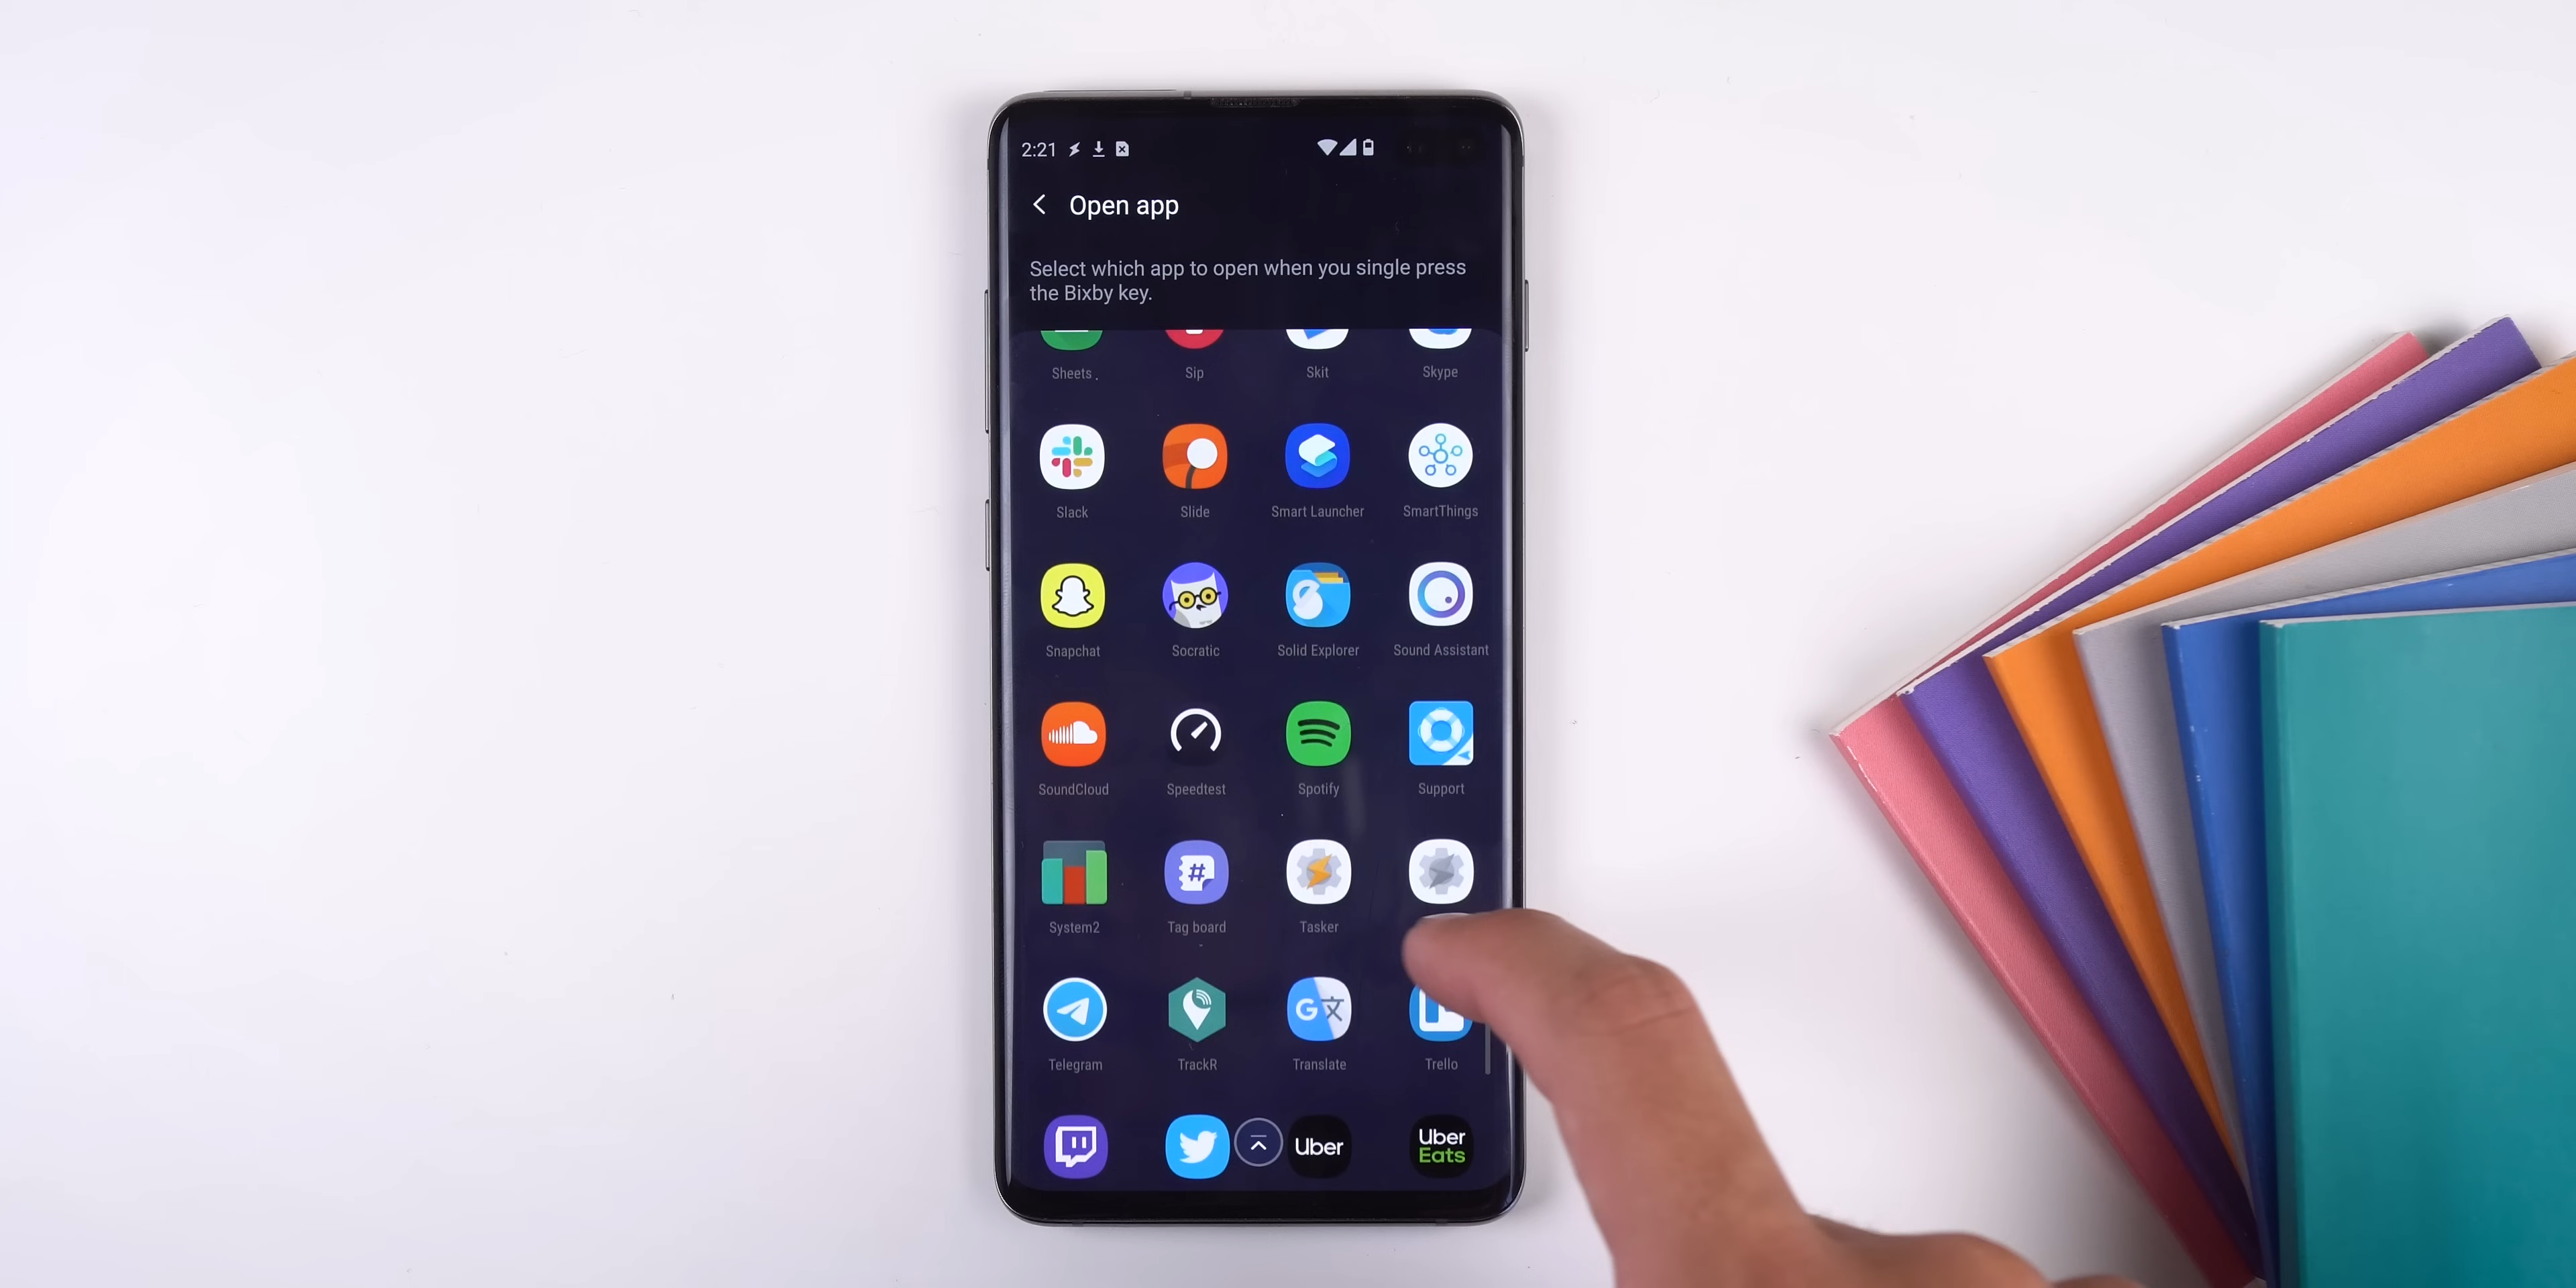 2:21
Open app
Select which app to open when you single press
the Bixby key.
Sheets Sip Skit Skype
Slack Slide Smart Launcher SmartThings
Snapchat Socratic Solid Explorer Sound Assistant
SoundCloud Speedtest Spotify Support
#
System2 Tag board Tasker
G文
Telegram TrackR Translate Trello
Uber Uber
Eats